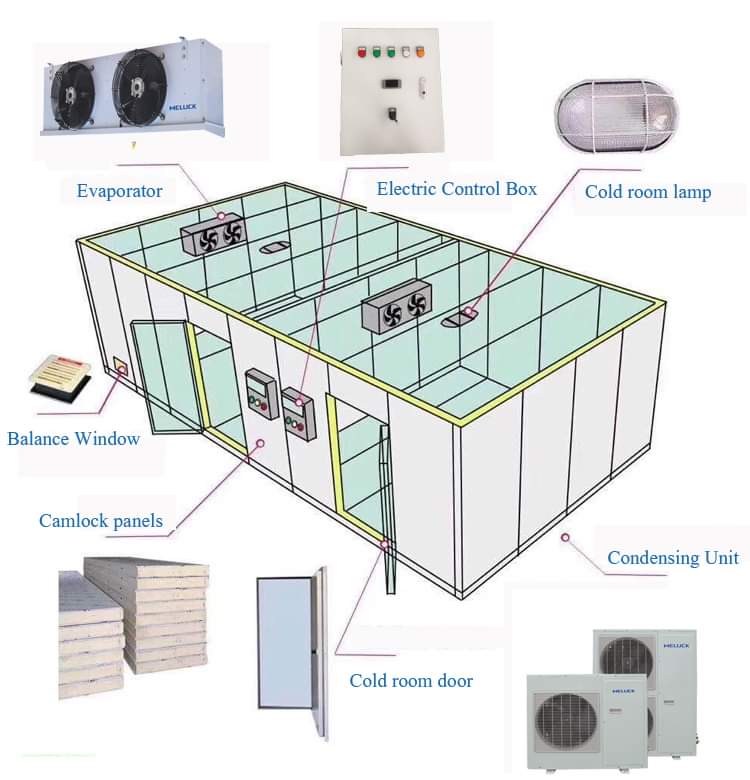 MELUCK
Evaporator
Electric Control Box
Cold room lamp
Balance Window
Camlock panels
Condensing Unit
MELUCK
MELUCK
Cold room door